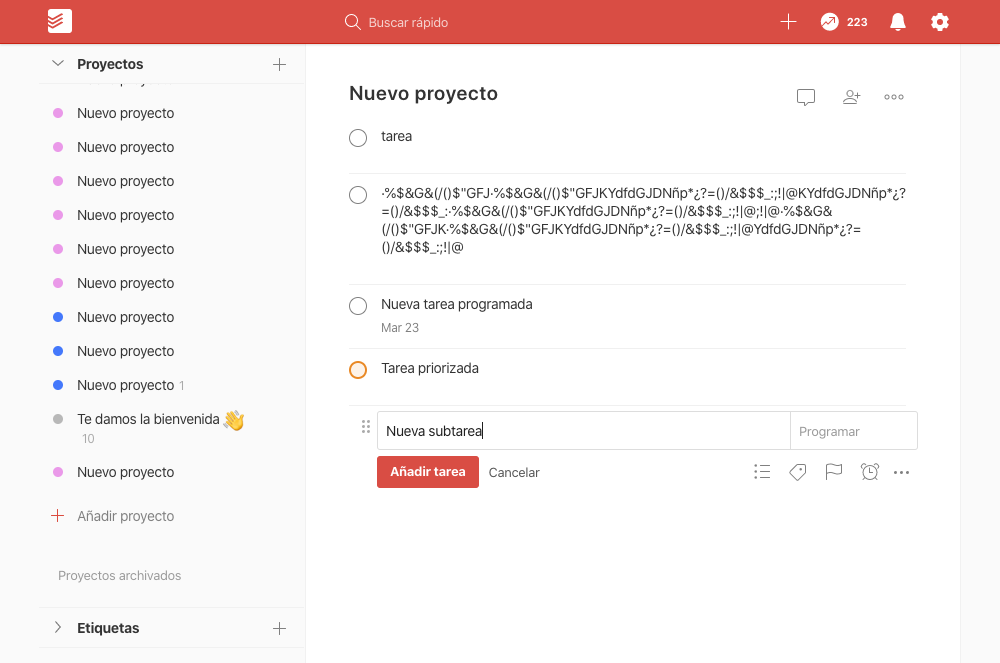 Buscar rápido
223
Proyectos
Nuevo proyecto
Nuevo proyecto
Nuevo proyecto
Nuevo proyecto
Nuevo proyecto
Nuevo proyecto
Nuevo proyecto
Nuevo proyecto
Nuevo proyecto 1
Te damos la bienvenida 👋
10
Nuevo proyecto
Añadir proyecto
Proyectos archivados
Etiquetas
Nuevo proyecto
tarea
·%$&G&(/()$"GFJ·%$&G&(/()$"GFJKYdfdGJDNñp*¿?=()/&$$$_:;!|@KYdfdGJDNñp*¿?
=()/&$$$_:·%$&G&(/()$"GFJKYdfdGJDNñp*¿?=()/&$$$_:;!|@;!|@·%$&G&
(/()$"GFJK·%$&G&(/()$"GFJKYdfdGJDNñp*¿?=()/&$$$_:;!|@YdfdGJDNñp*¿?=
()/&$$$_:;!|@
Nueva tarea programada
Mar 23
Tarea priorizada
Nueva subtarea
Programar
Añadir tarea
Cancelar